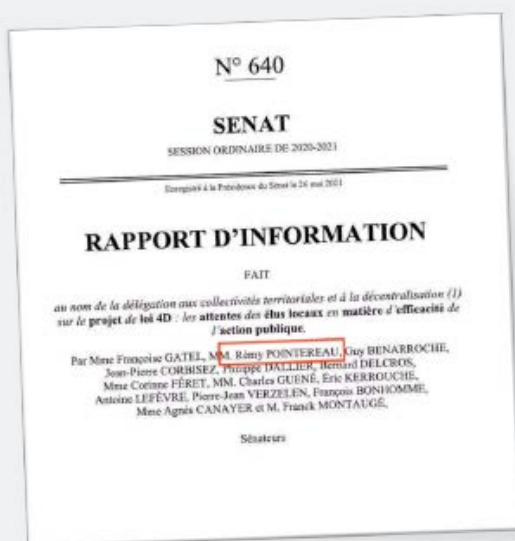 N° 640
SENAT
SESSION ORDINAIRE DE 2020-2021
Enregistré à la Présidence du Sénat le 26 mai 2021
RAPPORT D'INFORMATION
FAIT
au nom de la délégation aux collectivités territoriales et à la décentralisation (1)
sur le projet de loi 4D : les attentes des élus locaux en matière d'efficacité de
l'action publique,
Par Mme Françoise GATEL, MM. Rémy POINTEREAU, Guy BENARROCHE,
Jean-Pierre CORBISEZ, Philippe DALLIER, Bernard DELCROS,
Mme Corinne FÉRET, MM. Charles GUENÉ, Éric KERROUCHE,
Antoine LEFÈVRE, Pierre-Jean VERZELEN, François BONHOMME,
Mme Agnès CANAYER et M. Franck MONTAUGÉ,
Sénateurs